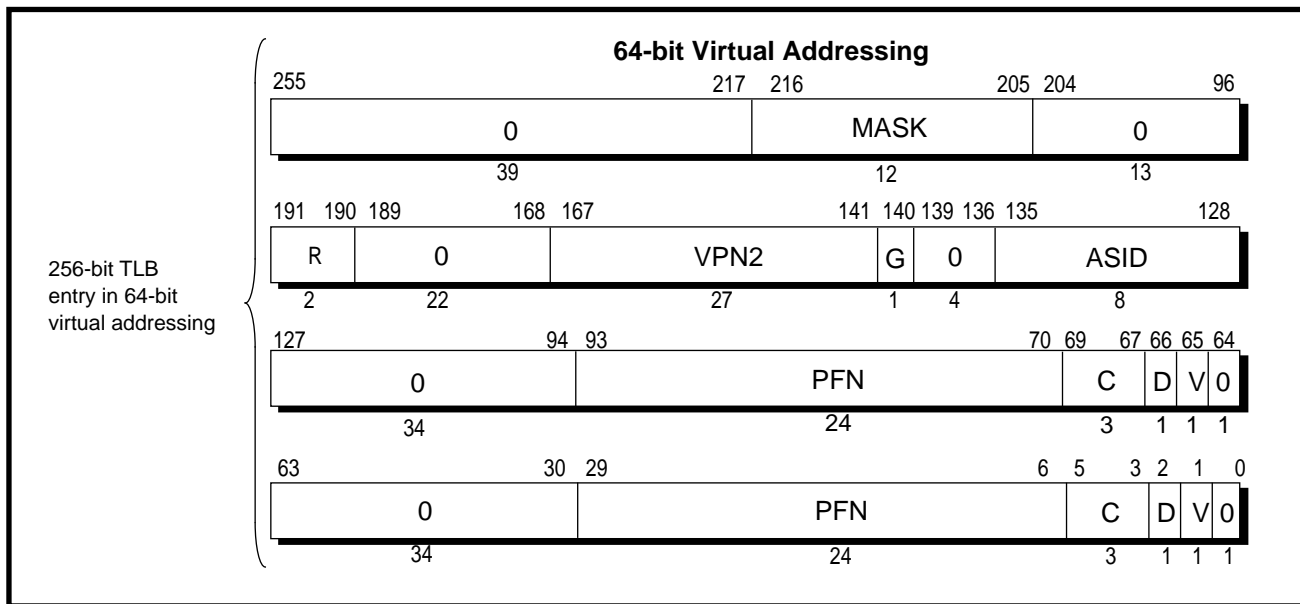 64-bit Virtual Addressing
255 217 216 205 204 96
0 MASK 0
39 12 13
191 190 189 168 167 141 140 139 136 135 128
R 0 VPN2 G 0 ASID
2 22 27 1 4 8
256-bit TLB
entry in 64-bit
virtual addressing
127 94 93 70 69 67 66 65 64
0 PFN C D V 0
34 24 3 1 1 1
63 30 29 6 5 3 2 1 0
0 PFN C D V 0
34 24 3 1 1 1